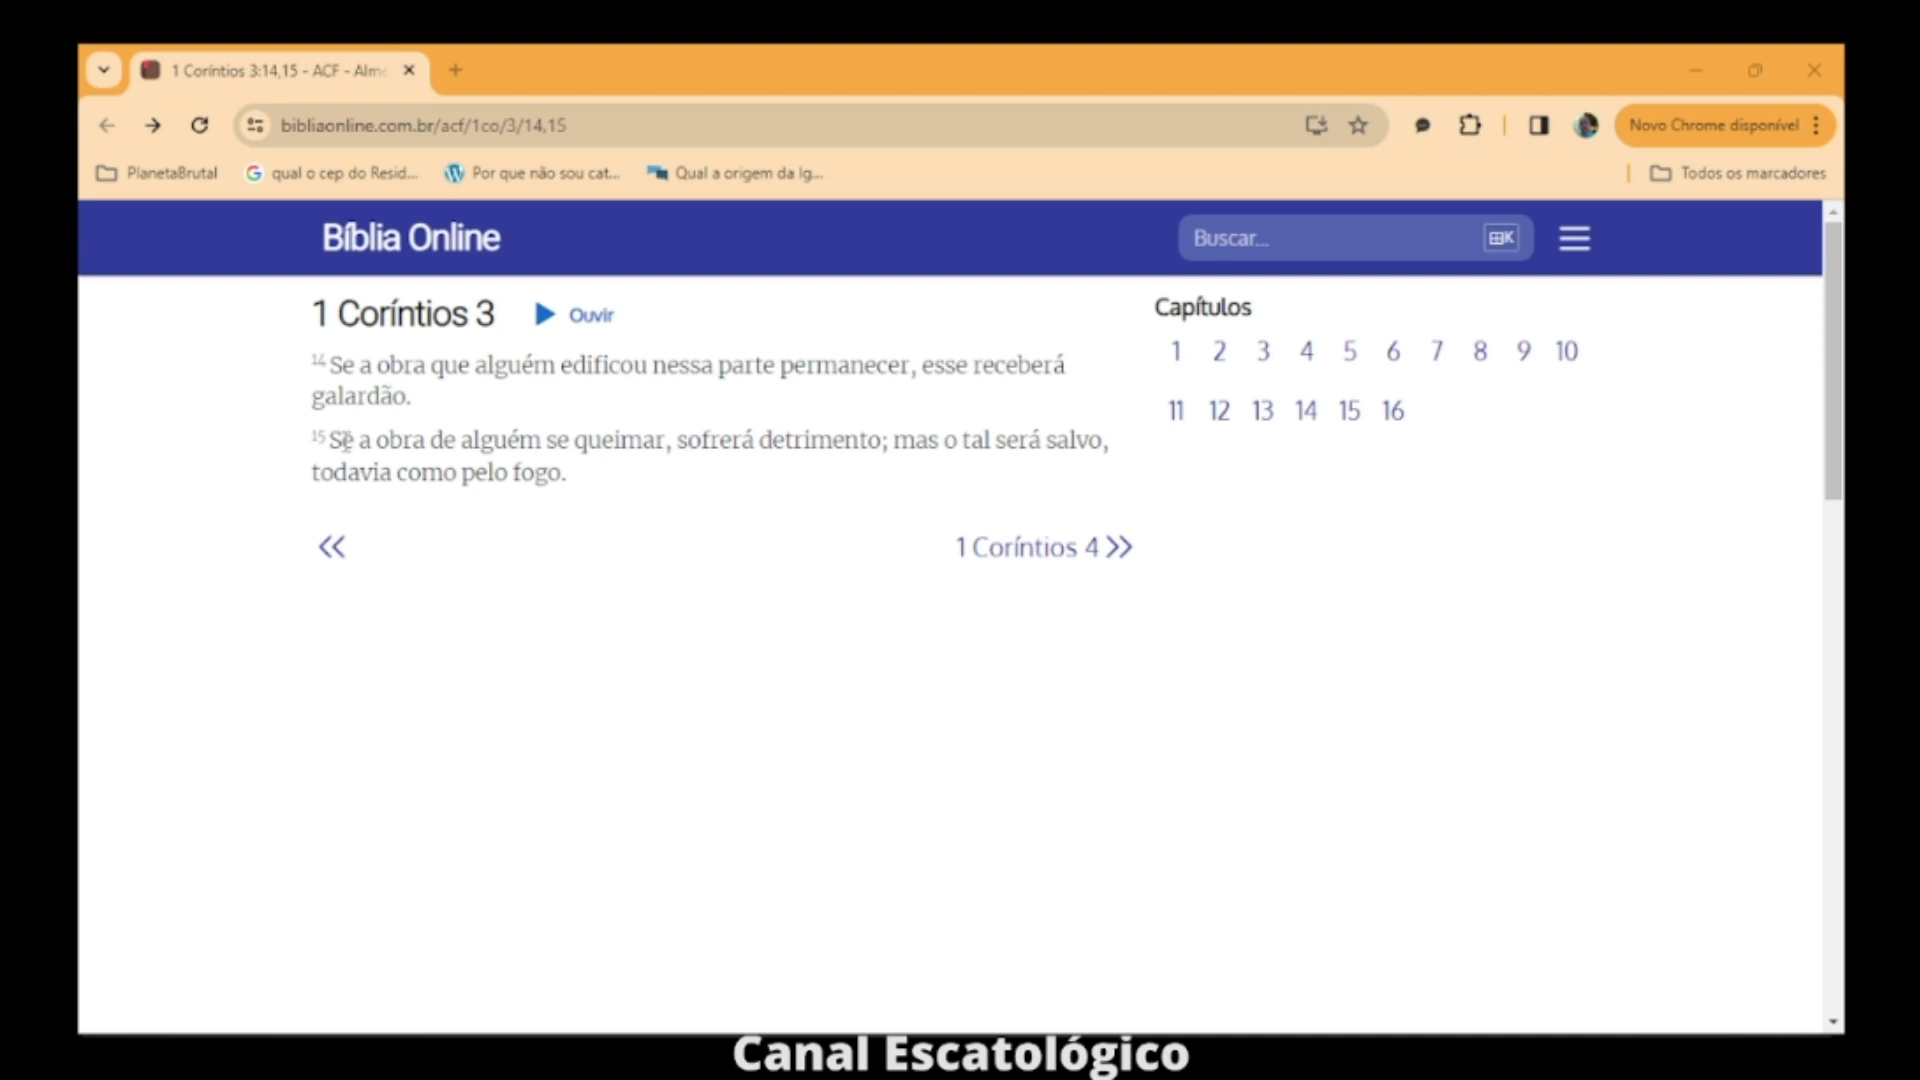 1 Coríntios 3:14,15 - ACF - Alm
bibliaonline.com.br/acf/1co/3/14,15
Novo Chrome disponível
PlanetaBrutal
qual o cep do Resid...
Por que não sou cat...
Qual a origem da Ig...
Todos os marcadores
Bíblia Online
Buscar...
K
1 Coríntios 3
Ouvir
14 Se a obra que alguém edificou nessa parte permanecer, esse receberá
galardão.
15 Se a obra de alguém se queimar, sofrerá detrimento; mas o tal será salvo,
todavia como pelo fogo.
Capítulos
1 2 3 4 5 6 7 8 9 10
11 12 13 14 15 16
<<
1 Coríntios 4 >>
Canal Escatológico